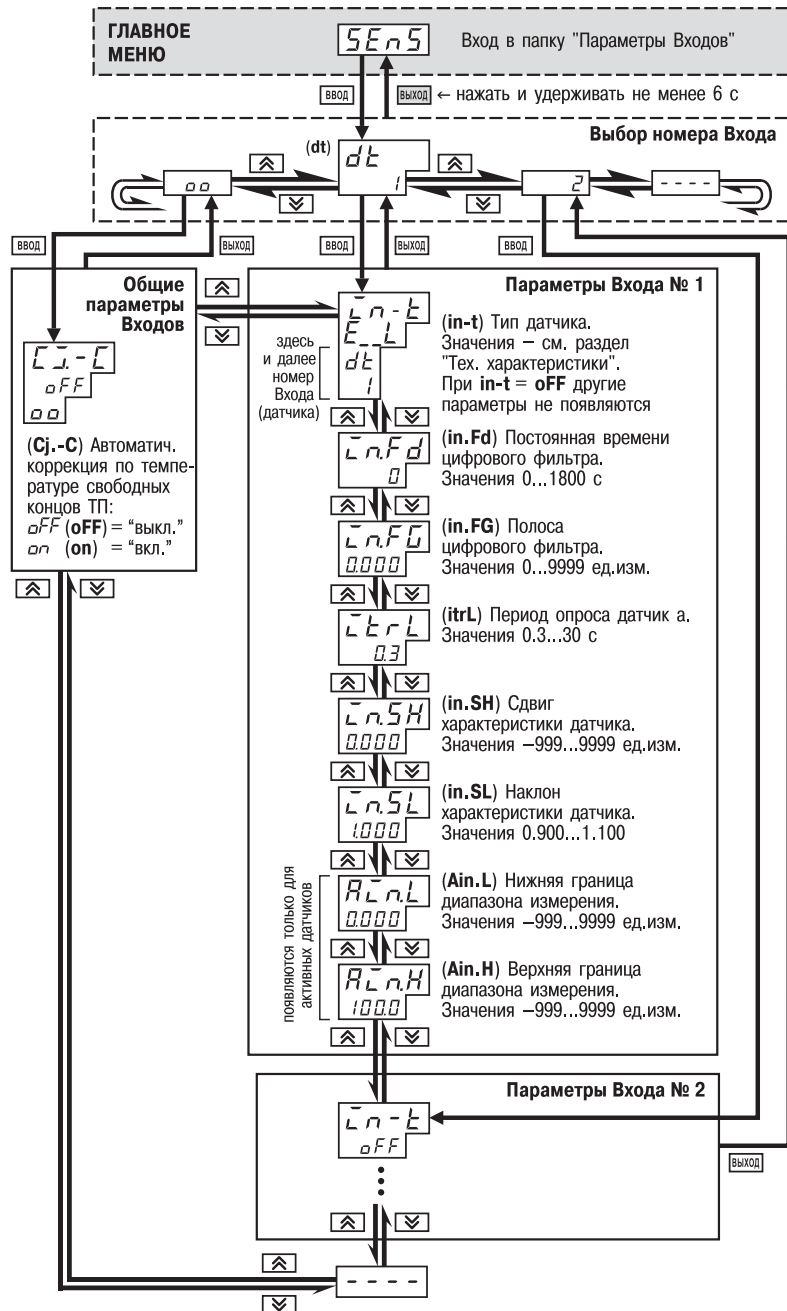 ГЛАВНОЕ
МЕНЮ
SEnS
Вход в папку "Параметры Входов"
ВВОД
ВЫХОД ← нажать и удерживать не менее 6 с
Выбор номера Входа
(dt)
dt
1
oo
2
- - - -
ВВОД
ВЫХОД
ВВОД
ВЫХОД
ВВОД
Общие
параметры
Входов
Cj.-C
oFF
oo
(Cj.-C) Автоматич.
коррекция по темпе-
ратуре свободных
концов ТП:
oFF (oFF) = “выкл.”
on (on) = “вкл.”
Параметры Входа № 1
in-t
E__L
dt
1
здесь
и далее
номер
Входа
(датчика)
(in-t) Тип датчика.
Значения – см. раздел
"Тех. характеристики".
При in-t = oFF другие
параметры не появляются
in.Fd
0
(in.Fd) Постоянная времени
цифрового фильтра.
Значения 0...1800 с
in.FG
0.000
(in.FG) Полоса
цифрового фильтра.
Значения 0...9999 ед.изм.
itrL
0.3
(itrL) Период опроса датчик а.
Значения 0.3...30 с
in.SH
0.000
(in.SH) Сдвиг
характеристики датчика.
Значения –999...9999 ед.изм.
in.SL
1.000
(in.SL) Наклон
характеристики датчика.
Значения 0.900...1.100
появляются только для
активных датчиков
Ain.L
0.000
(Ain.L) Нижняя граница
диапазона измерения.
Значения –999...9999 ед.изм.
Ain.H
100.0
(Ain.H) Верхняя граница
диапазона измерения.
Значения –999...9999 ед.изм.
Параметры Входа № 2
in-t
oFF
ВЫХОД
- - - -